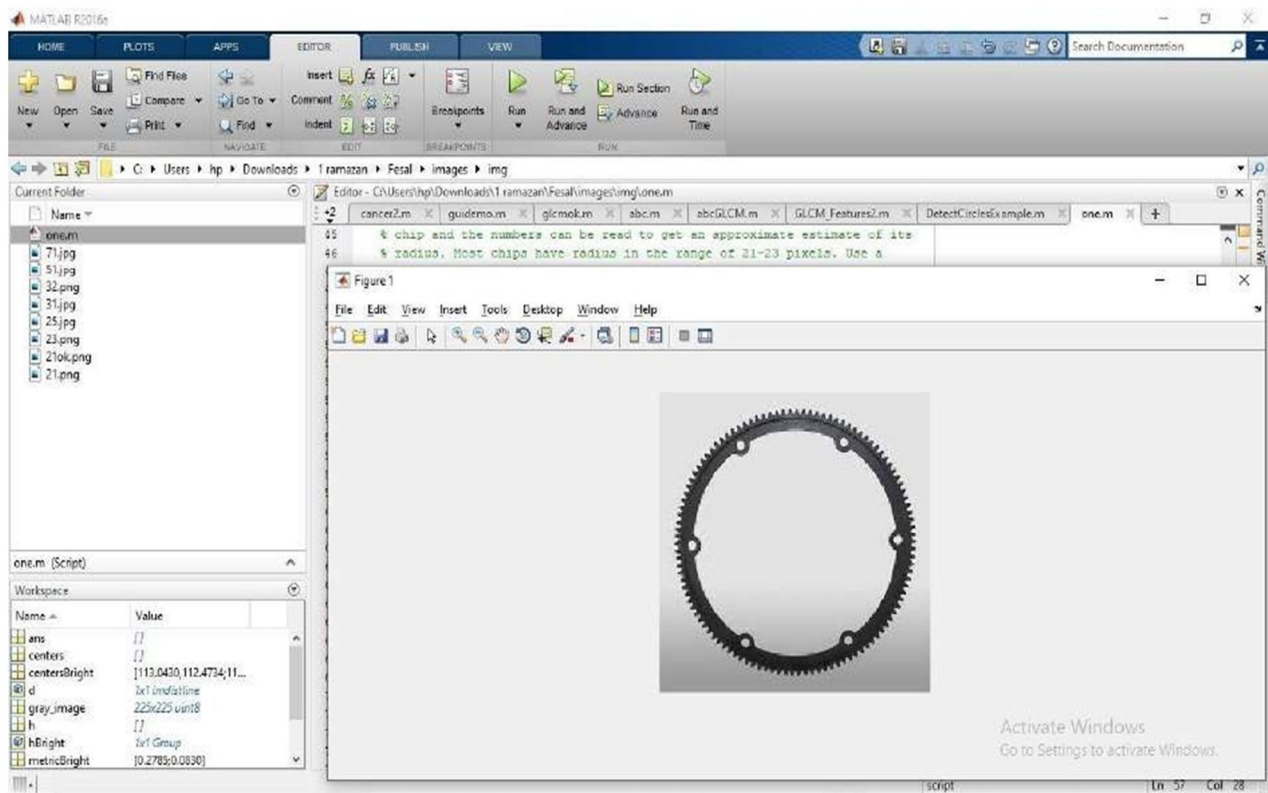 MATLAB R2016a
HOME PLOTS APPS EDITOR PUBLISH VIEW Search Documentation
New Open Save Find Files Compare Print Go To Find Insert Comment Indent fx Breakpoints Run Run and Advance Run Section Advance Run and Time
FILE NAVIGATE EDIT BREAKPOINTS RUN
C: Users hp Downloads 1 ramazan Fesal images img
Current Folder
Name
one.m
71.jpg
51.jpg
32.png
31.jpg
25.jpg
23.png
21ok.png
21.png
one.m (Script)
Workspace
Name Value
ans []
centers []
centersBright [113.0430,112.4734;11...
d 1x1 imdistline
gray_image 225x225 uint8
h []
hBright 1x1 Group
metricBright [0.2785;0.0830]
Editor - C:\Users\hp\Downloads\1 ramazan\Fesal\images\img\one.m
+2 cancer2.m guidemo.m glcmok.m abc.m abcGLCM.m GLCM_Features2.m DetectCirclesExample.m one.m +
45 % chip and the numbers can be read to get an approximate estimate of its
46 % radius. Most chips have radius in the range of 21-23 pixels. Use a
Figure 1
File Edit View Insert Tools Desktop Window Help
Activate Windows
Go to Settings to activate Windows.
script Ln 57 Col 28
Command Wi